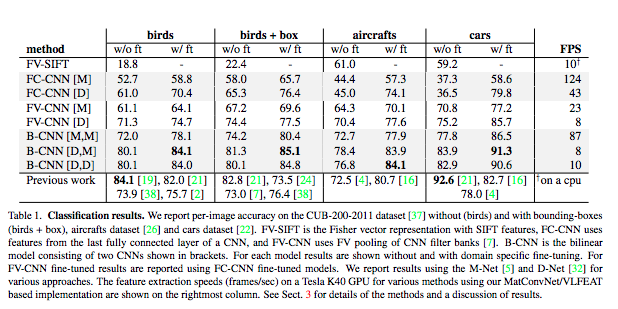 birds birds + box aircrafts cars
method w/o ft w/ ft w/o ft w/ ft w/o ft w/ ft w/o ft w/ ft FPS
FV-SIFT 18.8 - 22.4 - 61.0 - 59.2 - 10†
FC-CNN [M] 52.7 58.8 58.0 65.7 44.4 57.3 37.3 58.6 124
FC-CNN [D] 61.0 70.4 65.3 76.4 45.0 74.1 36.5 79.8 43
FV-CNN [M] 61.1 64.1 67.2 69.6 64.3 70.1 70.8 77.2 23
FV-CNN [D] 71.3 74.7 74.4 77.5 70.4 77.6 75.2 85.7 8
B-CNN [M,M] 72.0 78.1 74.2 80.4 72.7 77.9 77.8 86.5 87
B-CNN [D,M] 80.1 84.1 81.3 85.1 78.4 83.9 83.9 91.3 8
B-CNN [D,D] 80.1 84.0 80.1 84.8 76.8 84.1 82.9 90.6 10
Previous work 84.1 [19], 82.0 [21] 82.8 [21], 73.5 [24] 72.5 [4], 80.7 [16] 92.6 [21], 82.7 [16] †on a cpu
73.9 [38], 75.7 [2] 73.0 [7], 76.4 [38] 78.0 [4]
Table 1. Classification results. We report per-image accuracy on the CUB-200-2011 dataset [37] without (birds) and with bounding-boxes
(birds + box), aircrafts dataset [26] and cars dataset [22]. FV-SIFT is the Fisher vector representation with SIFT features, FC-CNN uses
features from the last fully connected layer of a CNN, and FV-CNN uses FV pooling of CNN filter banks [7]. B-CNN is the bilinear
model consisting of two CNNs shown in brackets. For each model results are shown without and with domain specific fine-tuning. For
FV-CNN fine-tuned results are reported using FC-CNN fine-tuned models. We report results using the M-Net [5] and D-Net [32] for
various approaches. The feature extraction speeds (frames/sec) on a Tesla K40 GPU for various methods using our MatConvNet/VLFEAT
based implementation are shown on the rightmost column. See Sect. 3 for details of the methods and a discussion of results.